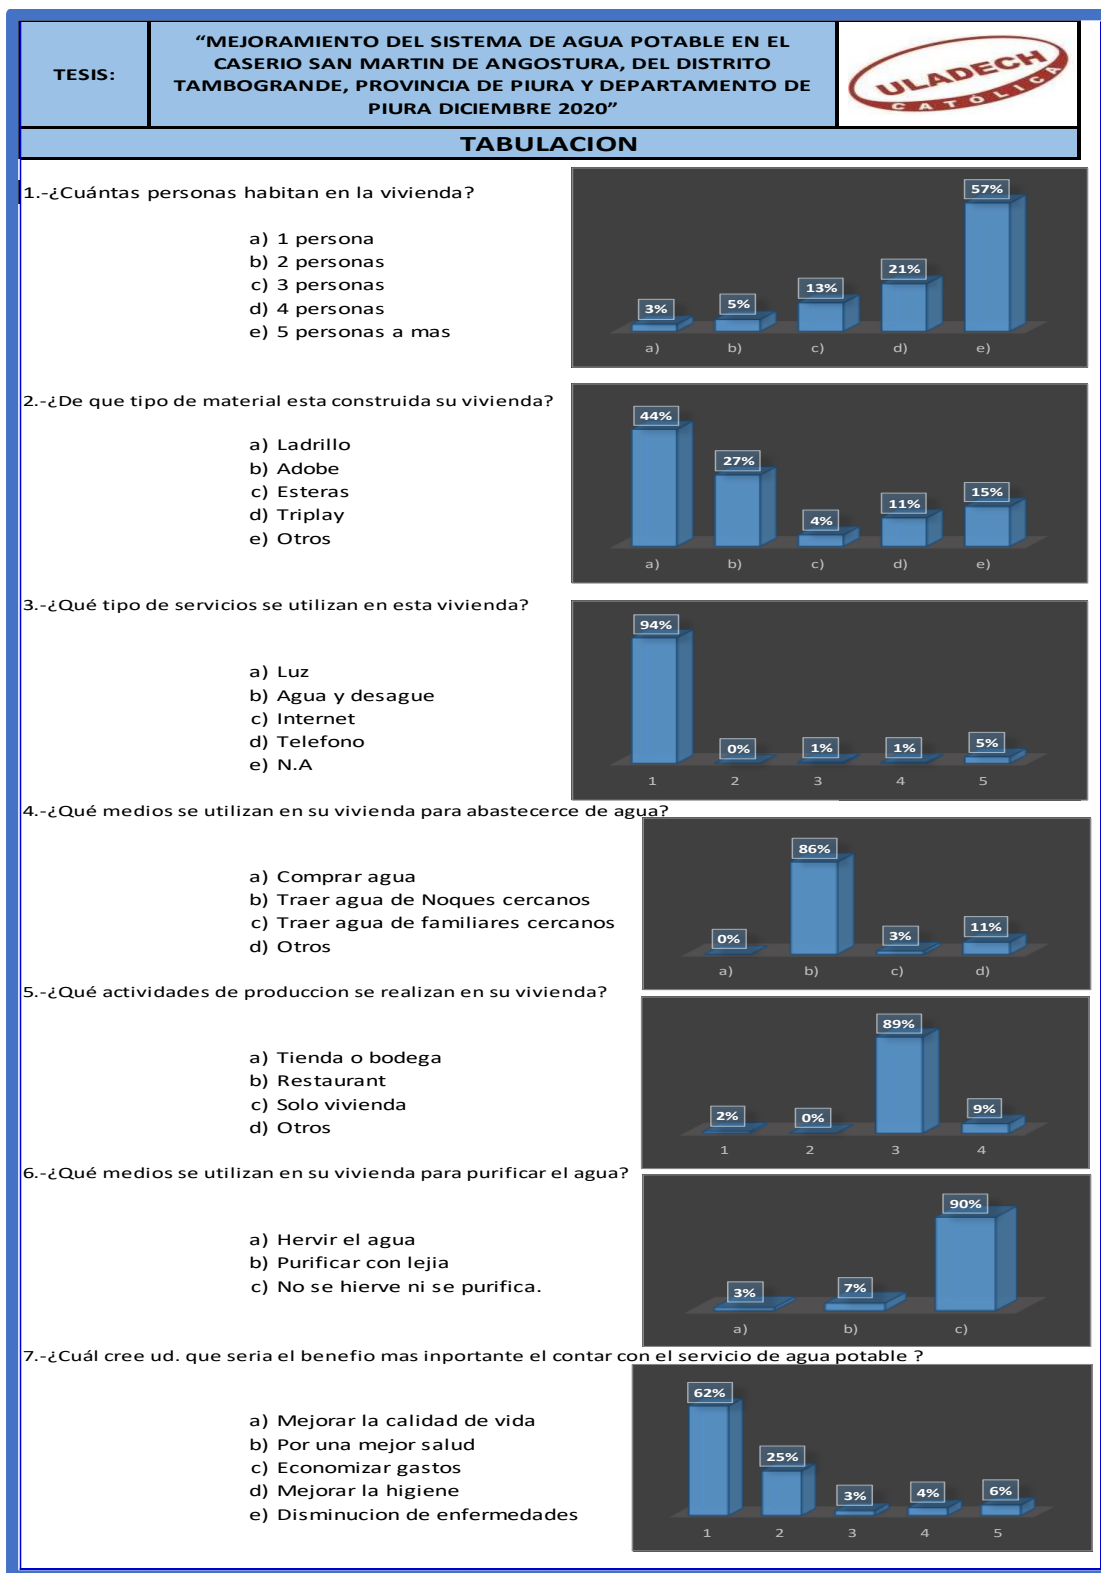 TESIS:
“MEJORAMIENTO DEL SISTEMA DE AGUA POTABLE EN EL
CASERIO SAN MARTIN DE ANGOSTURA, DEL DISTRITO
TAMBOGRANDE, PROVINCIA DE PIURA Y DEPARTAMENTO DE
PIURA DICIEMBRE 2020”
ULADECH
CATÓLICA
TABULACION
1.-¿Cuántas personas habitan en la vivienda?
a) 1 persona
b) 2 personas
c) 3 personas
d) 4 personas
e) 5 personas a mas
3% 5% 13% 21% 57%
a) b) c) d) e)
2.-¿De que tipo de material esta construida su vivienda?
a) Ladrillo
b) Adobe
c) Esteras
d) Triplay
e) Otros
44% 27% 4% 11% 15%
a) b) c) d) e)
3.-¿Qué tipo de servicios se utilizan en esta vivienda?
a) Luz
b) Agua y desague
c) Internet
d) Telefono
e) N.A
94% 0% 1% 1% 5%
1 2 3 4 5
4.-¿Qué medios se utilizan en su vivienda para abastecerce de agua?
a) Comprar agua
b) Traer agua de Noques cercanos
c) Traer agua de familiares cercanos
d) Otros
0% 86% 3% 11%
a) b) c) d)
5.-¿Qué actividades de produccion se realizan en su vivienda?
a) Tienda o bodega
b) Restaurant
c) Solo vivienda
d) Otros
2% 0% 89% 9%
1 2 3 4
6.-¿Qué medios se utilizan en su vivienda para purificar el agua?
a) Hervir el agua
b) Purificar con lejia
c) No se hierve ni se purifica.
3% 7% 90%
a) b) c)
7.-¿Cuál cree ud. que seria el benefio mas inportante el contar con el servicio de agua potable ?
a) Mejorar la calidad de vida
b) Por una mejor salud
c) Economizar gastos
d) Mejorar la higiene
e) Disminucion de enfermedades
62% 25% 3% 4% 6%
1 2 3 4 5